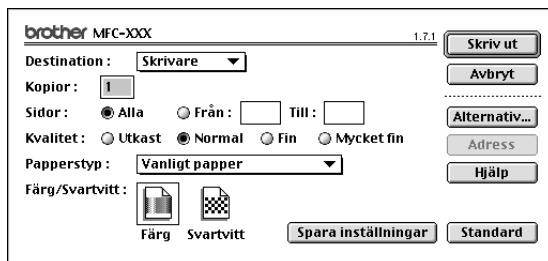 brother MFC-XXX 1.7.1
Skriv ut
Destination : Skrivare
Avbryt
Kopior : 1
Sidor : Alla Från : Till :
Alternativ...
Kvalitet : Utkast Normal Fin Mycket fin
Adress
Papperstyp : Vanligt papper
Hjälp
Färg/Svartvitt :
Färg Svartvitt
Spara inställningar Standard